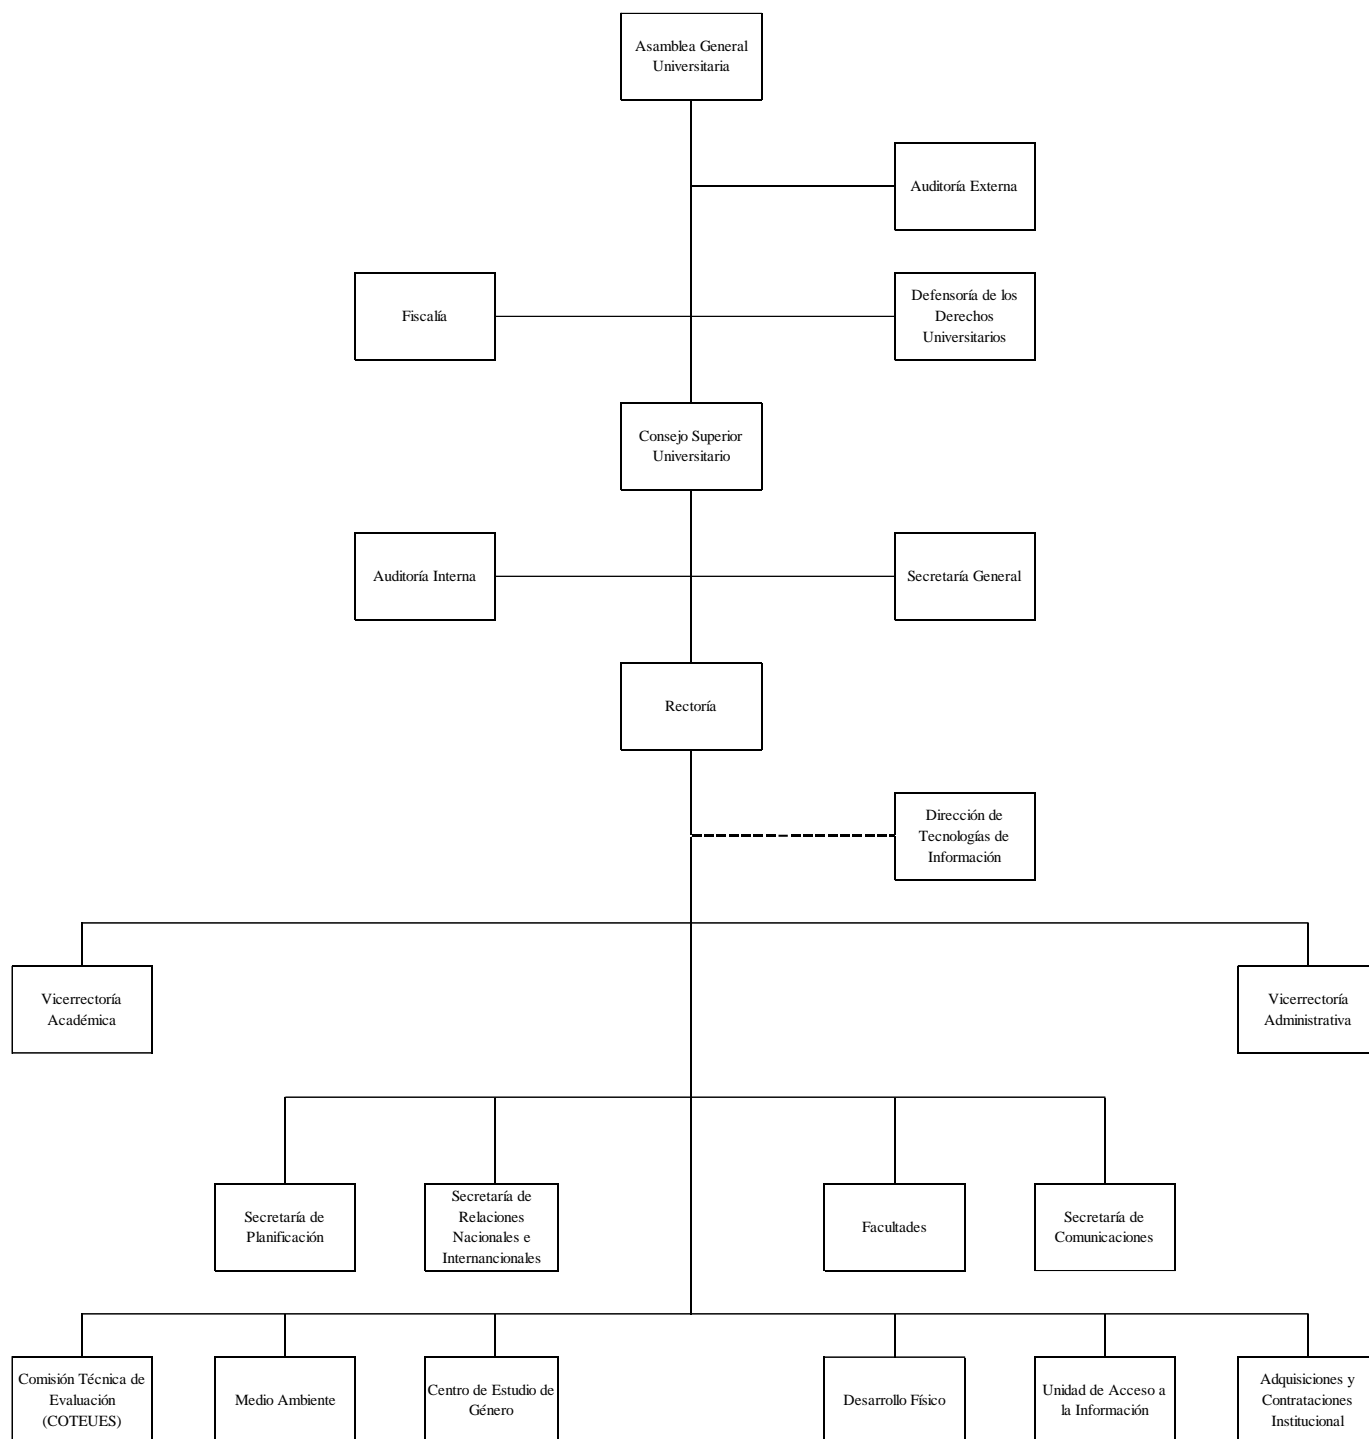 Asamblea General
Universitaria
Auditoría Externa
Fiscalía
Defensoría de los
Derechos
Universitarios
Consejo Superior
Universitario
Auditoría Interna
Secretaría General
Rectoría
Dirección de
Tecnologías de
Información
Vicerrectoría
Académica
Vicerrectoría
Administrativa
Secretaría de
Planificación
Secretaría de
Relaciones
Nacionales e
Internancionales
Facultades
Secretaría de
Comunicaciones
Comisión Técnica de
Evaluación
(COTEUES)
Medio Ambiente
Centro de Estudio de
Género
Desarrollo Físico
Unidad de Acceso a
la Información
Adquisiciones y
Contrataciones
Institucional